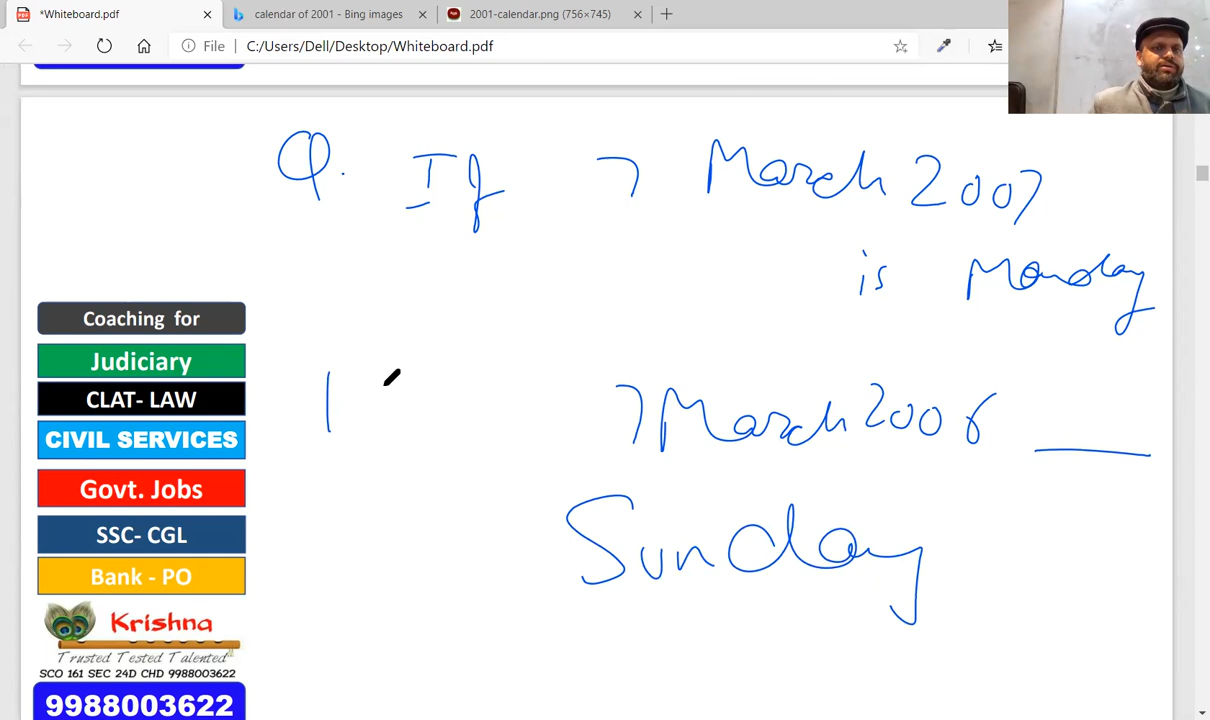 *Whiteboard.pdf
calendar of 2001 - Bing images
2001-calendar.png (756×745)
File
C:/Users/Dell/Desktop/Whiteboard.pdf
Q. If 7 March 2007
is Monday
Coaching for
Judiciary
CLAT- LAW
CIVIL SERVICES
Govt. Jobs
SSC- CGL
Bank - PO
Krishna
Trusted Tested Talented
SCO 161 SEC 24D CHD 9988003622
9988003622
1 7 March 2006
Sunday